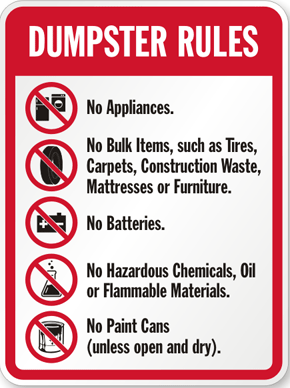 DUMPSTER RULES
No Appliances.
No Bulk Items, such as Tires,
Carpets, Construction Waste,
Mattresses or Furniture.
No Batteries.
No Hazardous Chemicals, Oil
or Flammable Materials.
No Paint Cans
(unless open and dry).